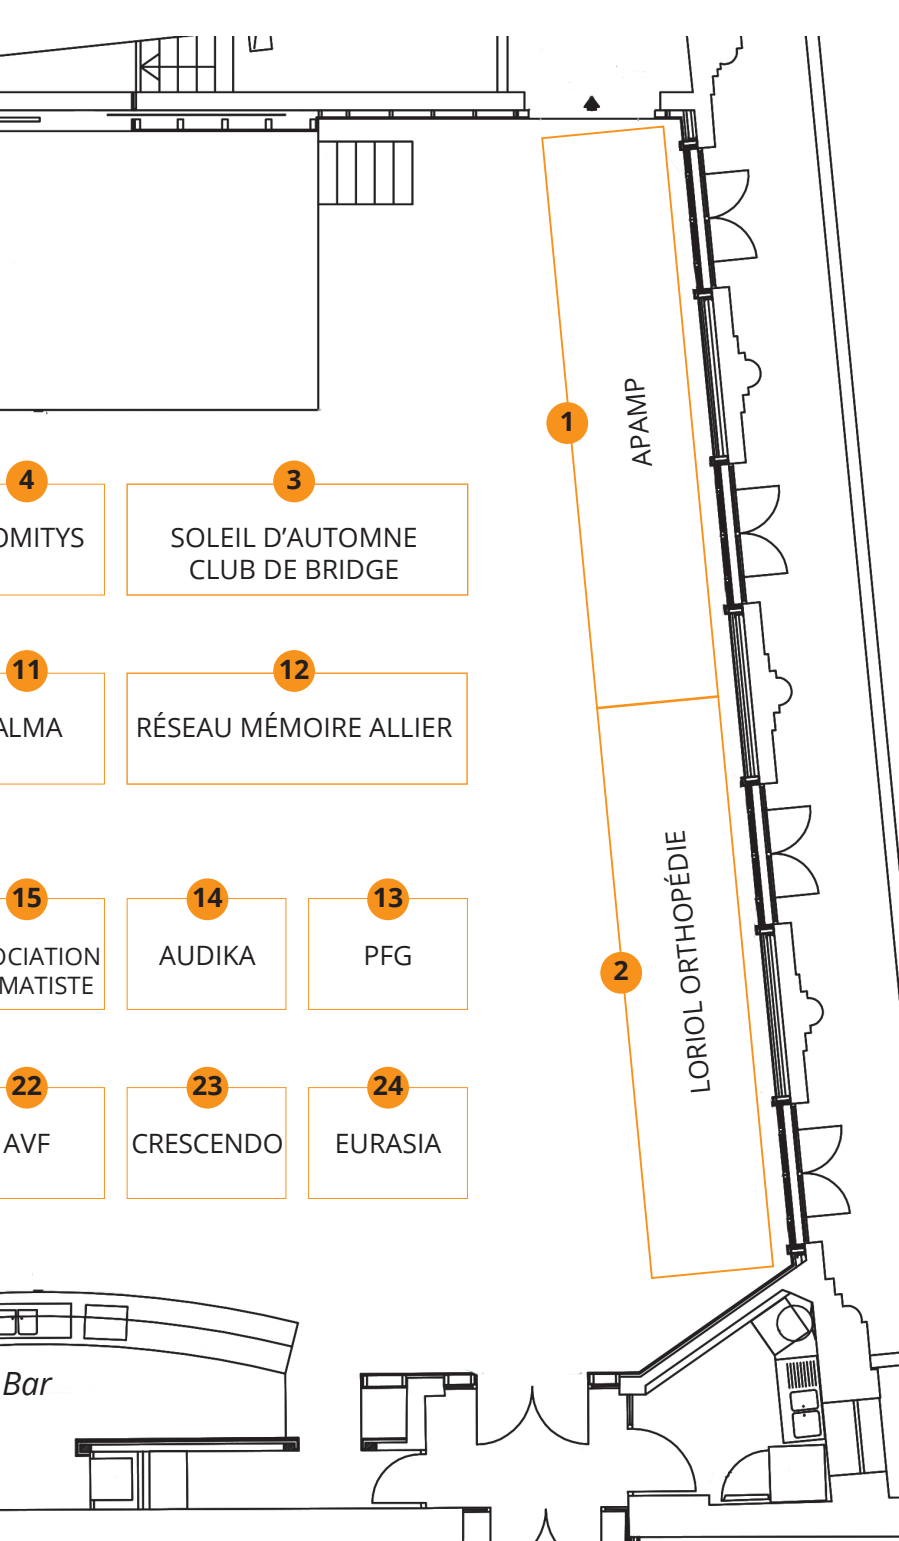 1
APAMP
4
OMITYS
3
SOLEIL D'AUTOMNE
CLUB DE BRIDGE
11
ALMA
12
RÉSEAU MÉMOIRE ALLIER
15
OCIATION
MATISTE
14
AUDIKA
13
PFG
2
LORIOL ORTHOPÉDIE
22
AVF
23
CRESCENDO
24
EURASIA
Bar